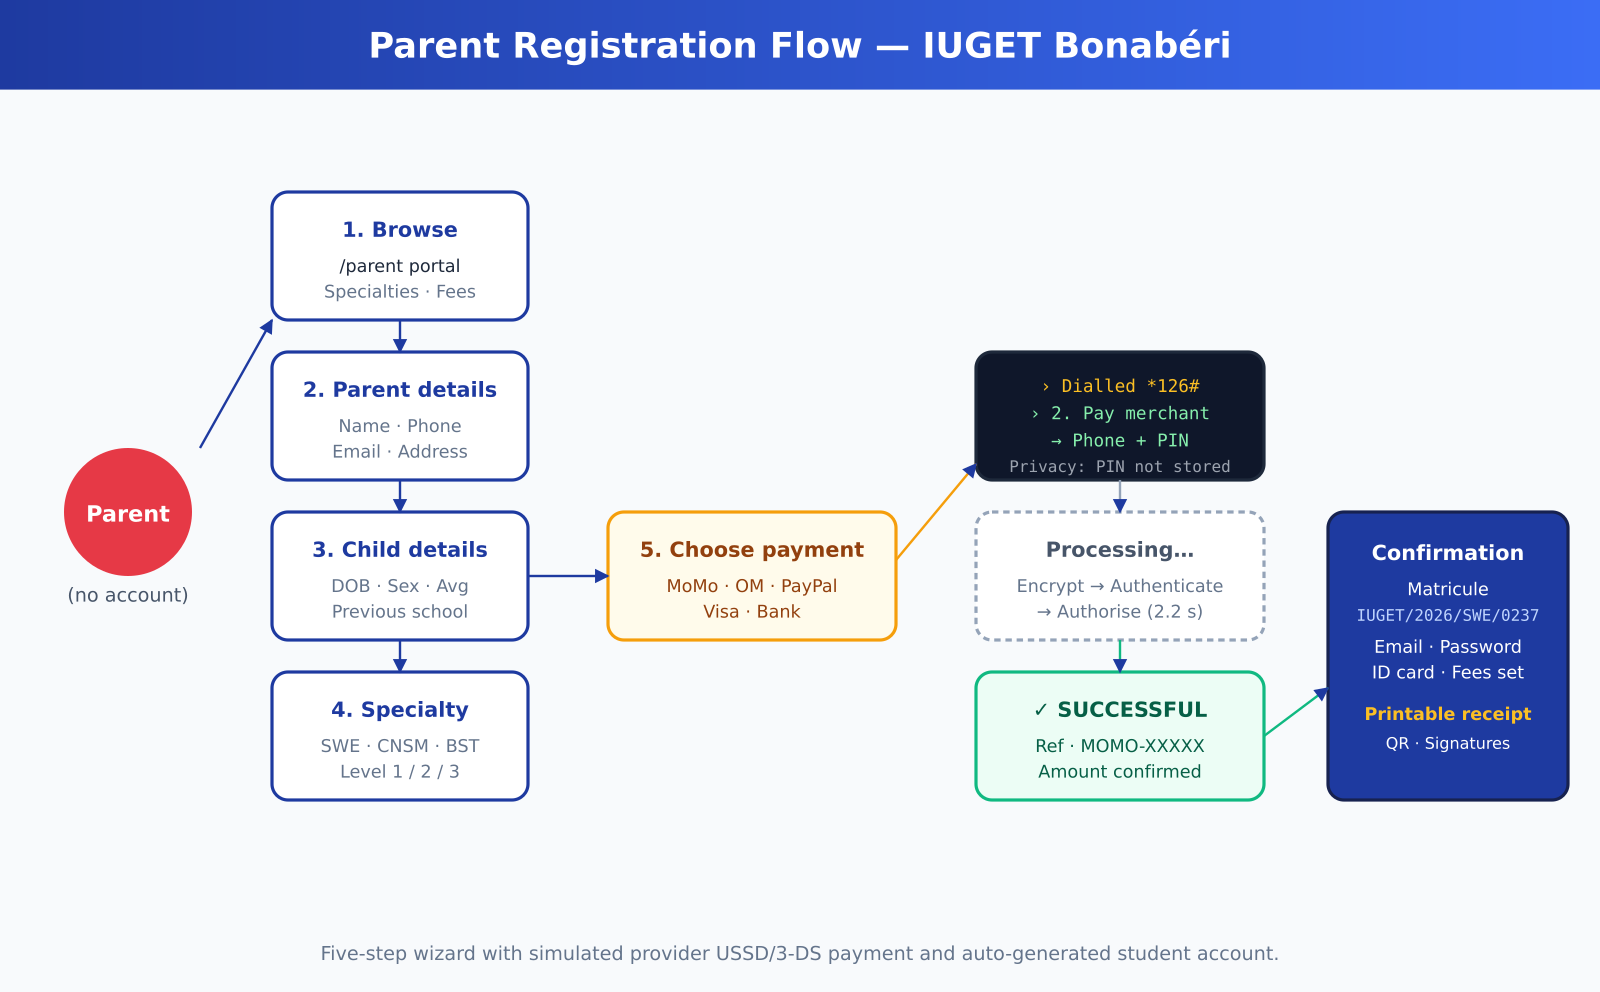 Parent Registration Flow — IUGET Bonabéri
1. Browse
/parent portal
Specialties · Fees
2. Parent details
Name · Phone
Email · Address
Parent
(no account)
3. Child details
DOB · Sex · Avg
Previous school
4. Specialty
SWE · CNSM · BST
Level 1 / 2 / 3
5. Choose payment
MoMo · OM · PayPal
Visa · Bank
› Dialled *126#
› 2. Pay merchant
→ Phone + PIN
Privacy: PIN not stored
Processing…
Encrypt → Authenticate
→ Authorise (2.2 s)
✓ SUCCESSFUL
Ref · MOMO-XXXXX
Amount confirmed
Confirmation
Matricule
IUGET/2026/SWE/0237
Email · Password
ID card · Fees set
Printable receipt
QR · Signatures
Five-step wizard with simulated provider USSD/3-DS payment and auto-generated student account.